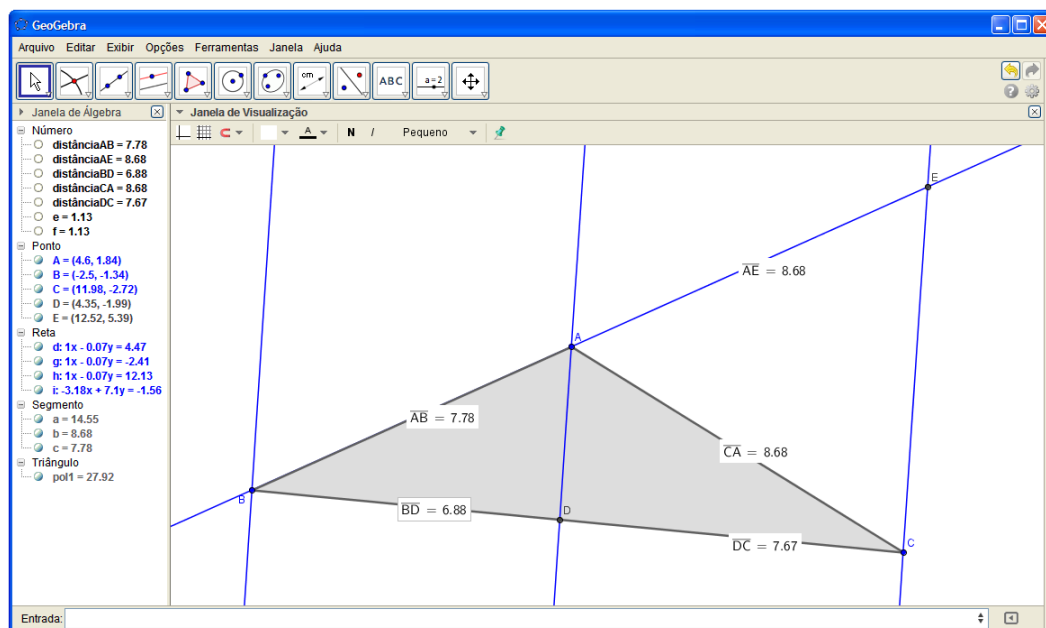 GeoGebra
Arquivo Editar Exibir Opções Ferramentas Janela Ajuda
cm
ABC
a=2
Janela de Álgebra
Número
distânciaAB = 7.78
distânciaAE = 8.68
distânciaBD = 6.88
distânciaCA = 8.68
distânciaDC = 7.67
e = 1.13
f = 1.13
Ponto
A = (4.6, 1.84)
B = (-2.5, -1.34)
C = (11.98, -2.72)
D = (4.35, -1.99)
E = (12.52, 5.39)
Reta
d: 1x - 0.07y = 4.47
g: 1x - 0.07y = -2.41
h: 1x - 0.07y = 12.13
i: -3.18x + 7.1y = -1.56
Segmento
a = 14.55
b = 8.68
c = 7.78
Triângulo
pol1 = 27.92
Janela de Visualização
A N I Pequeno
E
AE = 8.68
A
AB = 7.78
CA = 8.68
B
BD = 6.88
D
DC = 7.67
C
Entrada: